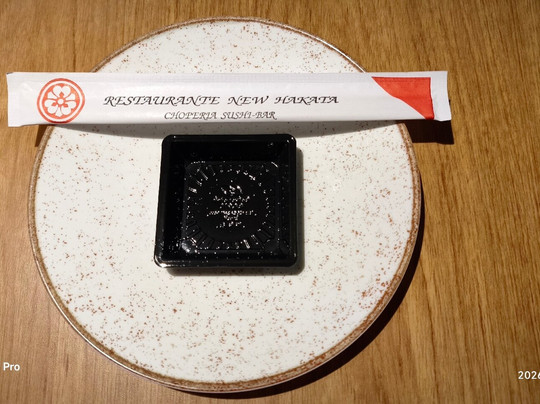 RESTAURANTE NEW HAKATA
CHOPERIA SUSHI-BAR
Pro
2026